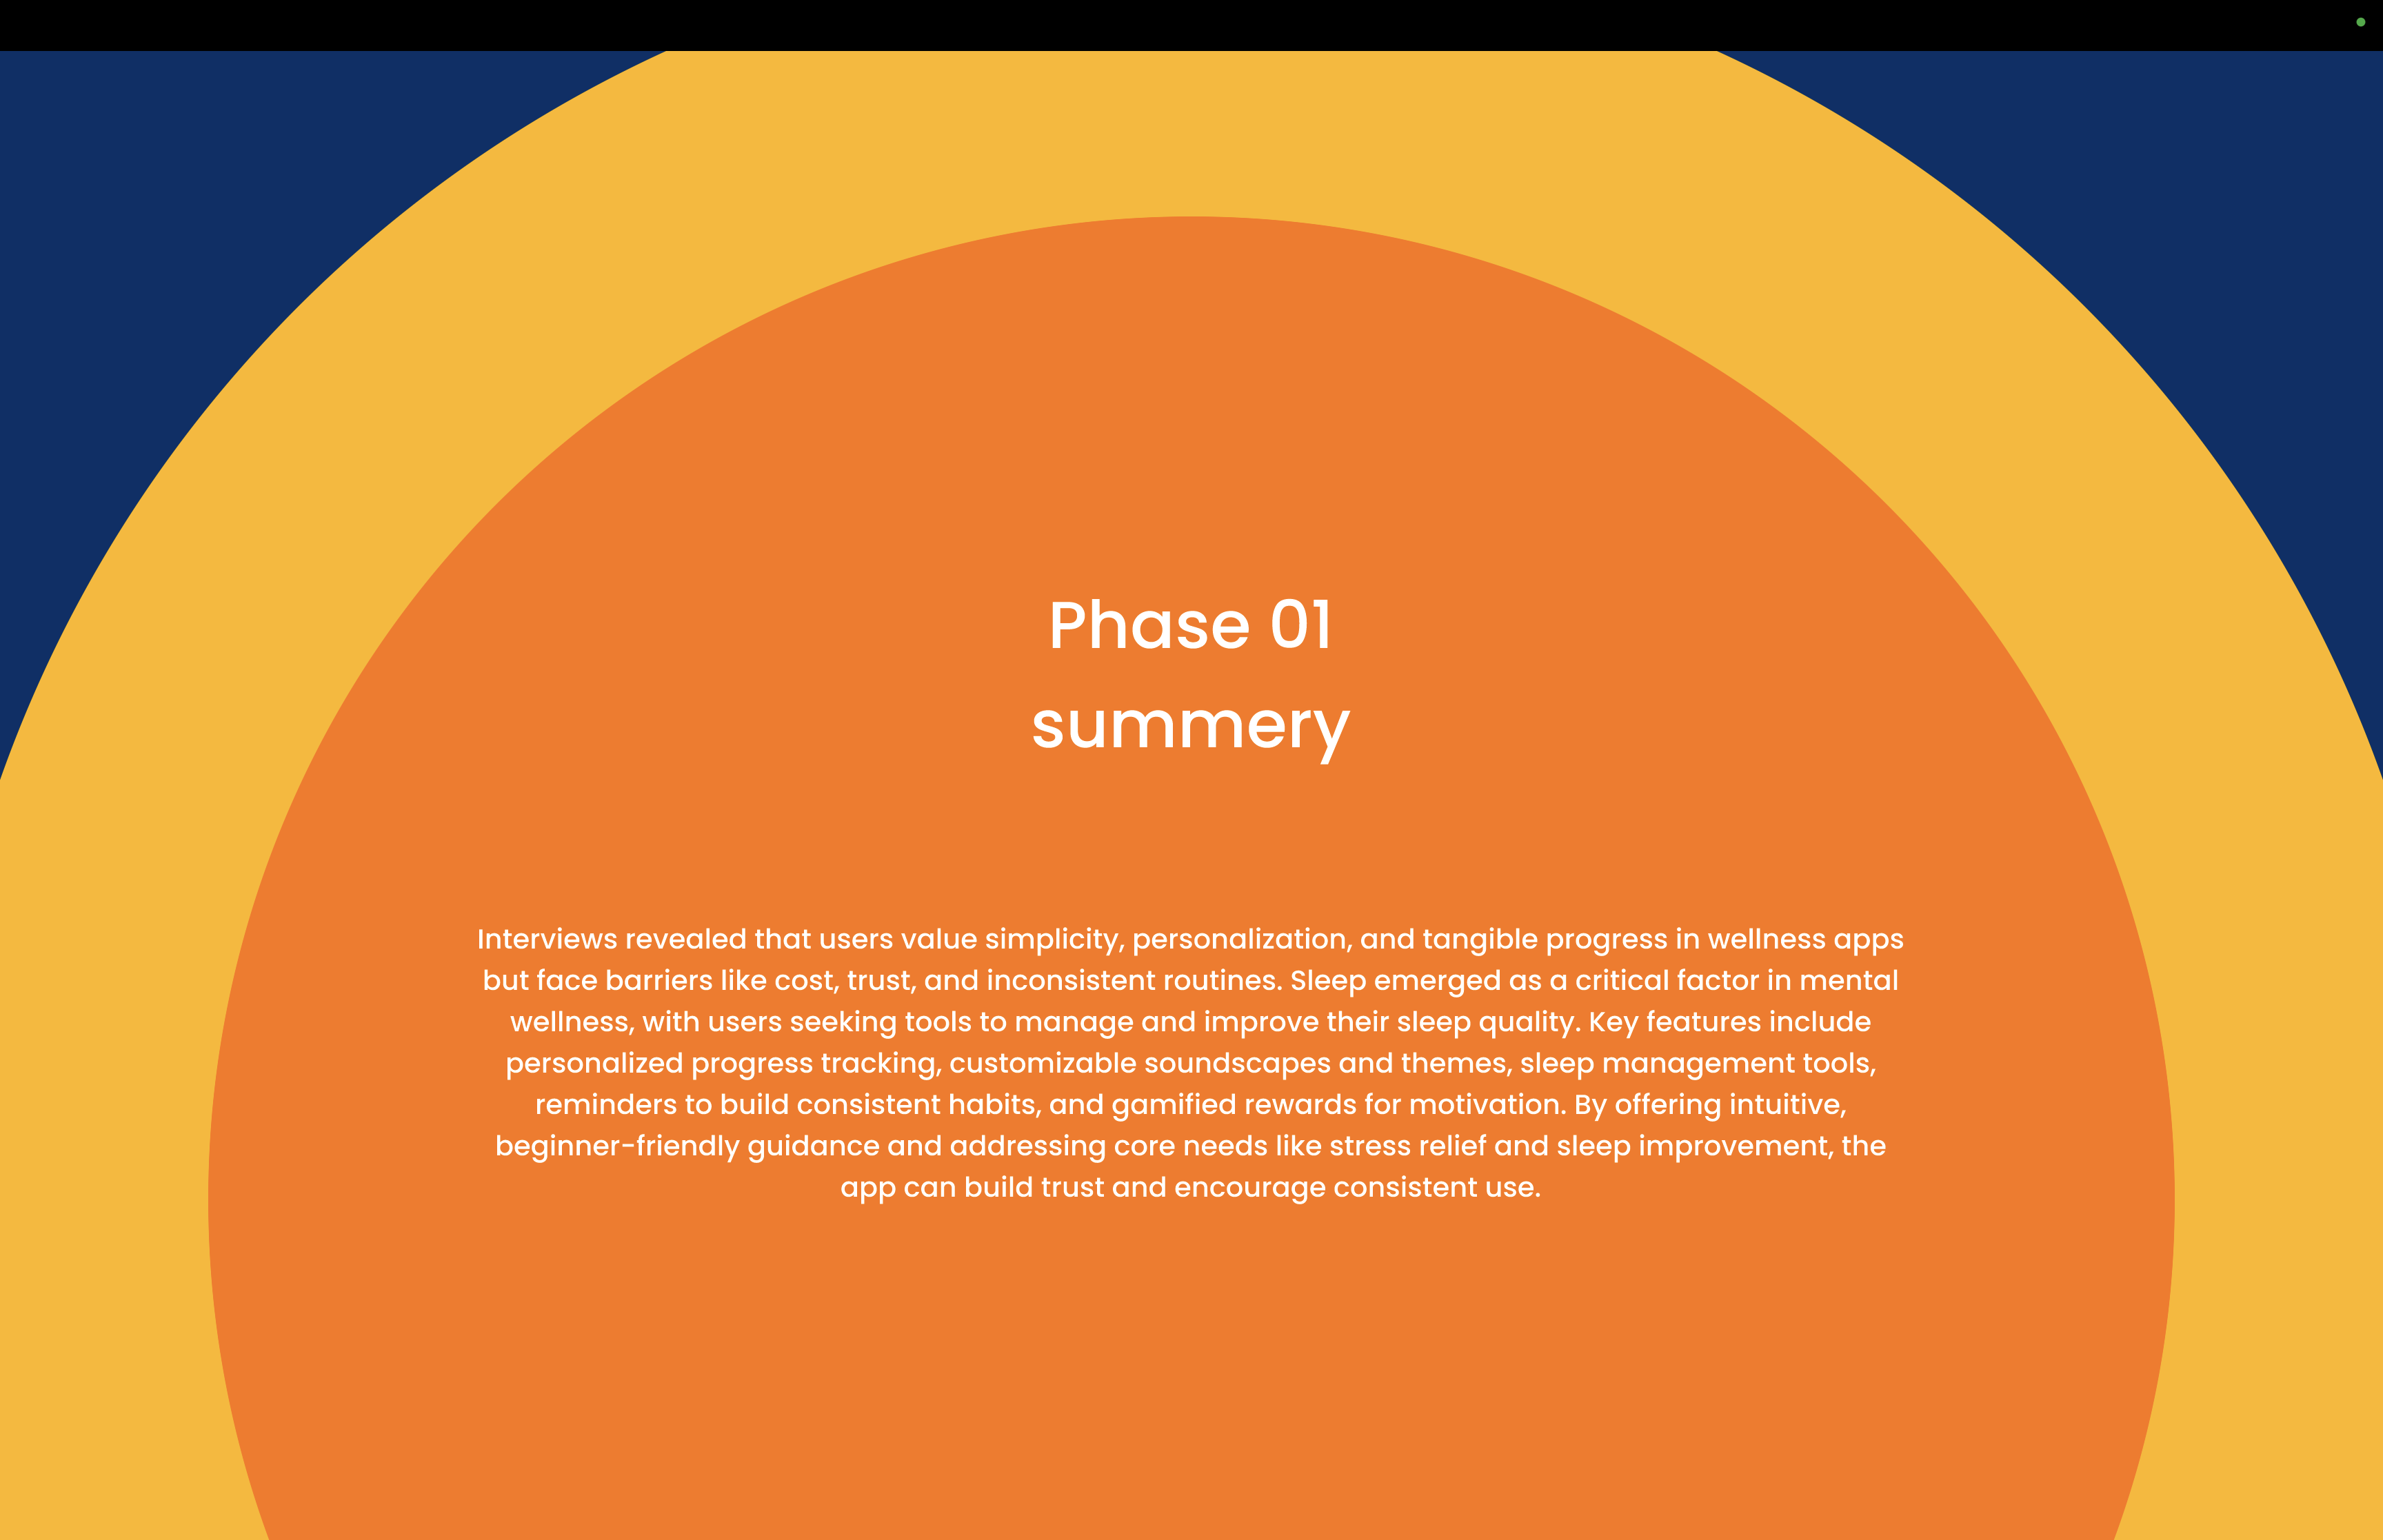 Phase 01
summery
Interviews revealed that users value simplicity, personalization, and tangible progress in wellness apps
but face barriers like cost, trust, and inconsistent routines. Sleep emerged as a critical factor in mental
wellness, with users seeking tools to manage and improve their sleep quality. Key features include
personalized progress tracking, customizable soundscapes and themes, sleep management tools,
reminders to build consistent habits, and gamified rewards for motivation. By offering intuitive,
beginner-friendly guidance and addressing core needs like stress relief and sleep improvement, the
app can build trust and encourage consistent use.